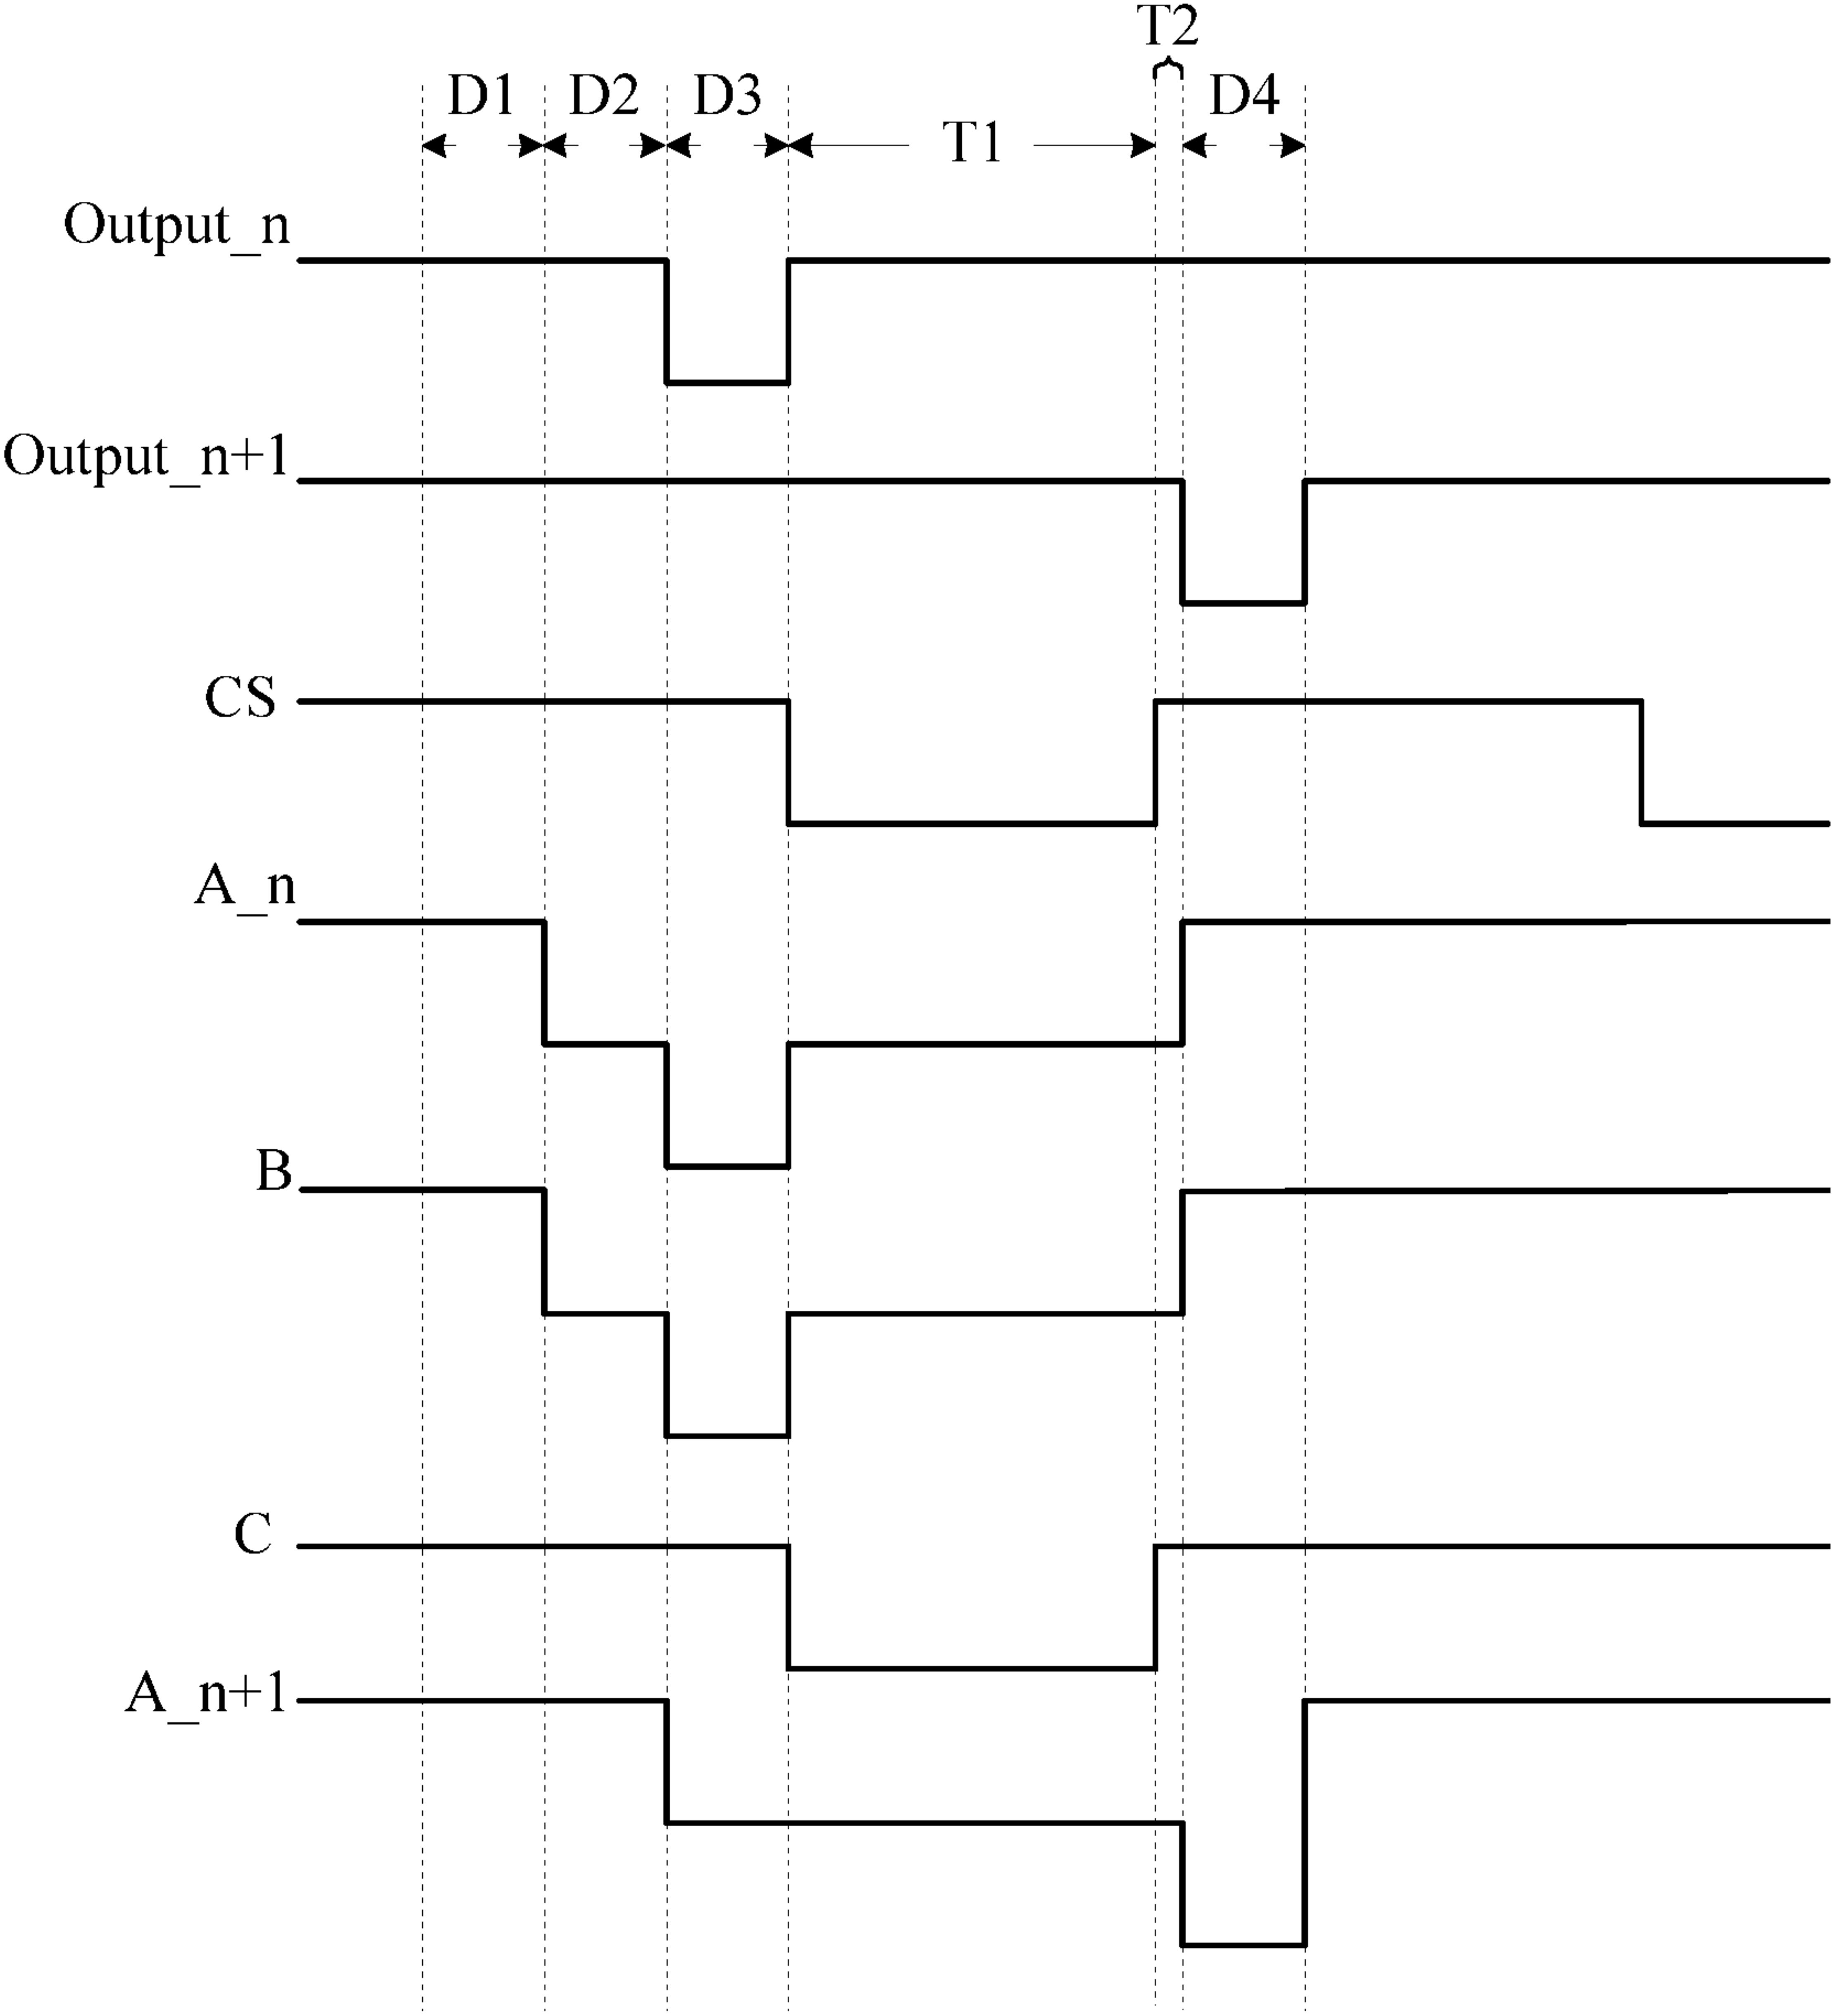 T2
D1 D2 D3 D4
T1
Output_n
Output_n+1
CS
A_n
B
C
A_n+1